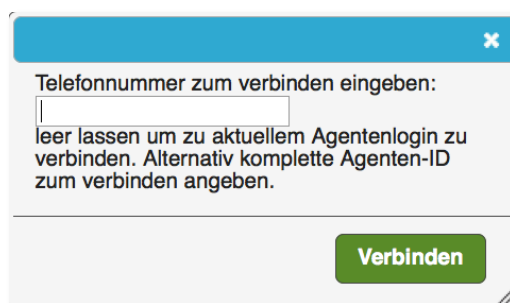 Telefonnummer zum verbinden eingeben:
leer lassen um zu aktuellem Agentenlogin zu
verbinden. Alternativ komplette Agenten-ID
zum verbinden angeben.
Verbinden